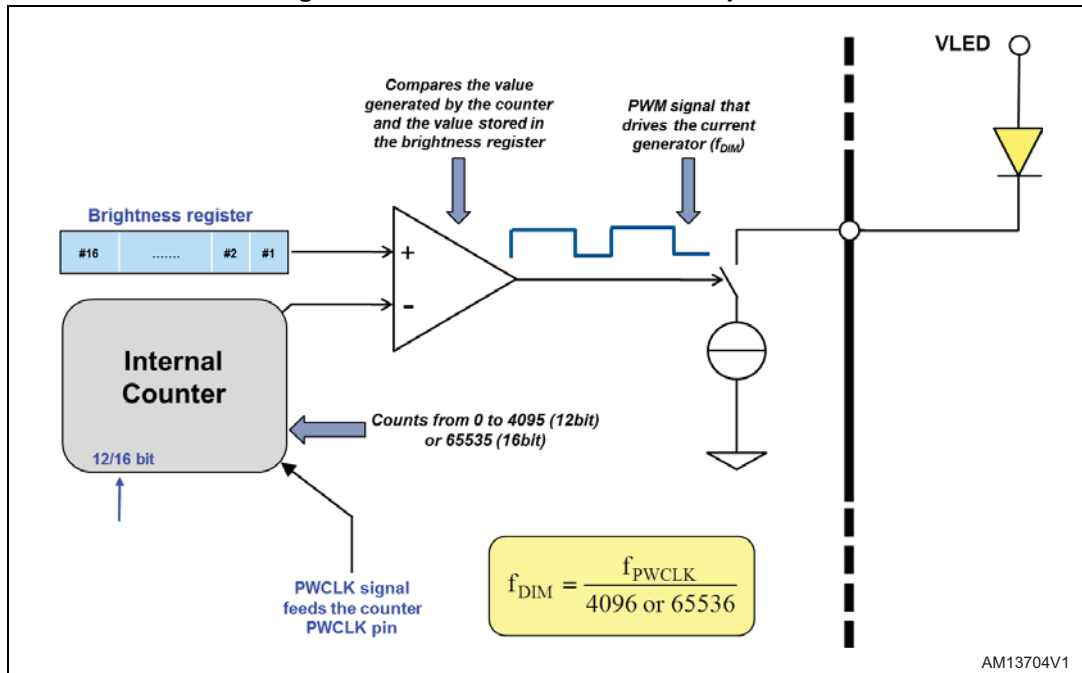 VLED
Compares the value
generated by the counter
and the value stored in
the brightness register
PWM signal that
drives the current
generator (fDIM)
Brightness register
#16 ....... #2 #1
+
-
Internal
Counter
12/16 bit
Counts from 0 to 4095 (12bit)
or 65535 (16bit)
PWCLK signal
feeds the counter
PWCLK pin
fDIM = fPWCLK / 4096 or 65536
AM13704V1